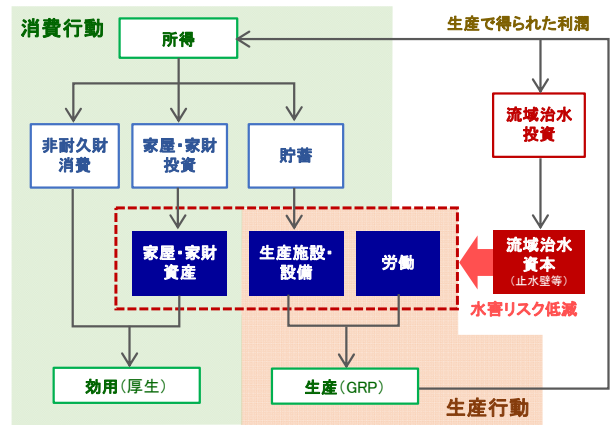 消費行動
所得
生産で得られた利潤
非耐久財
消費
家屋・家財
投資
貯蓄
流域治水
投資
家屋・家財
資産
生産施設・
設備
労働
流域治水
資本
(止水壁等)
水害リスク低減
効用(厚生)
生産(GRP)
生産行動